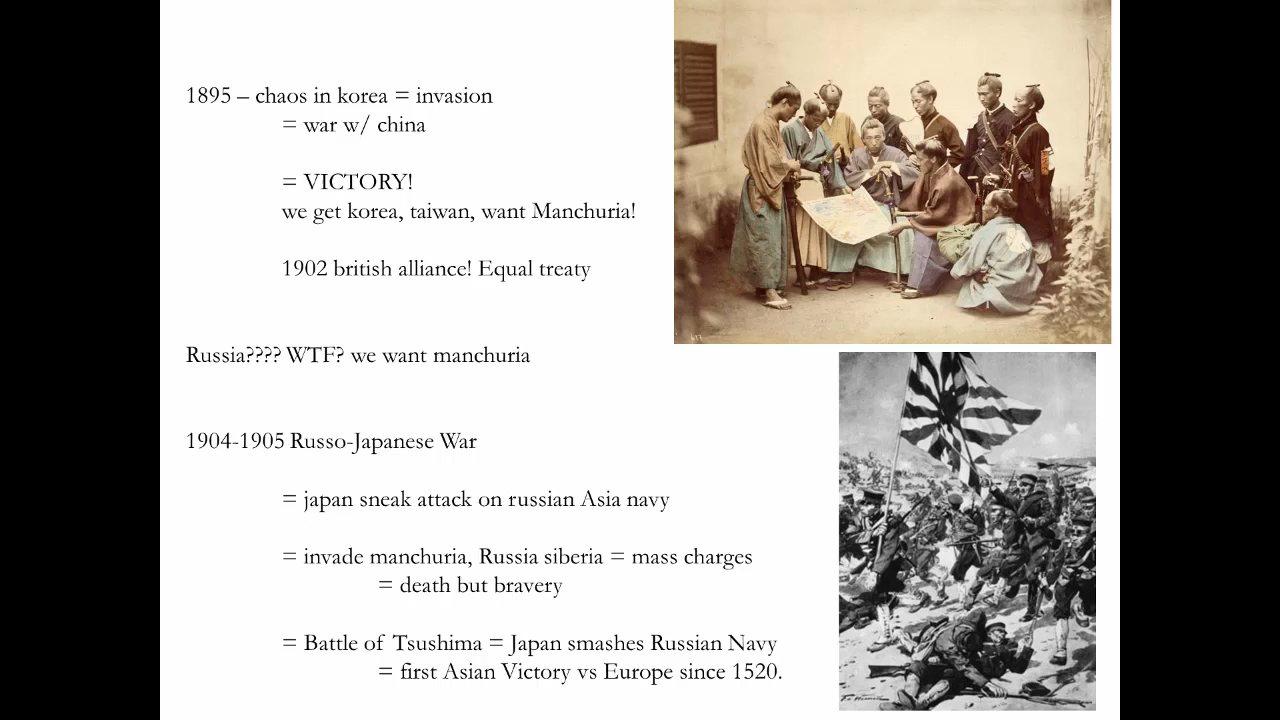 1895 – chaos in korea = invasion
= war w/ china
= VICTORY!
we get korea, taiwan, want Manchuria!
1902 british alliance! Equal treaty
Russia???? WTF? we want manchuria
1904-1905 Russo-Japanese War
= japan sneak attack on russian Asia navy
= invade manchuria, Russia siberia = mass charges
= death but bravery
= Battle of Tsushima = Japan smashes Russian Navy
= first Asian Victory vs Europe since 1520.